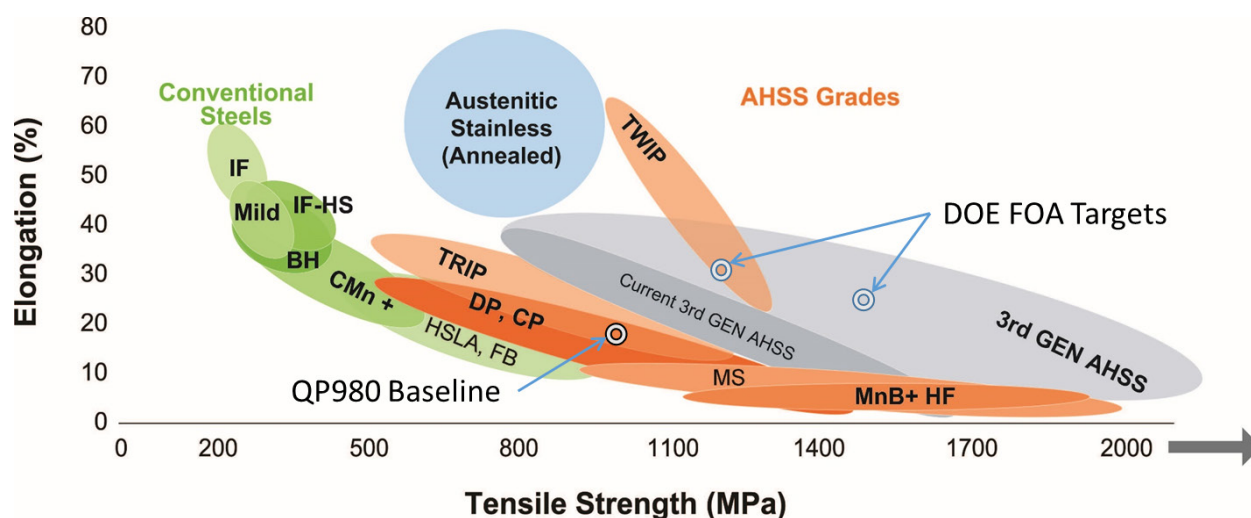 80
70
60
50
40
30
20
10
0
Elongation (%)
Conventional
Steels
IF
Mild
IF-HS
BH
CMn +
HSLA, FB
Austenitic
Stainless
(Annealed)
AHSS Grades
TWIP
DOE FOA Targets
TRIP
DP, CP
Current 3rd GEN AHSS
3rd GEN AHSS
QP980 Baseline
MS
MnB+ HF
0
200
500
800
1100
1400
1700
2000
Tensile Strength (MPa)